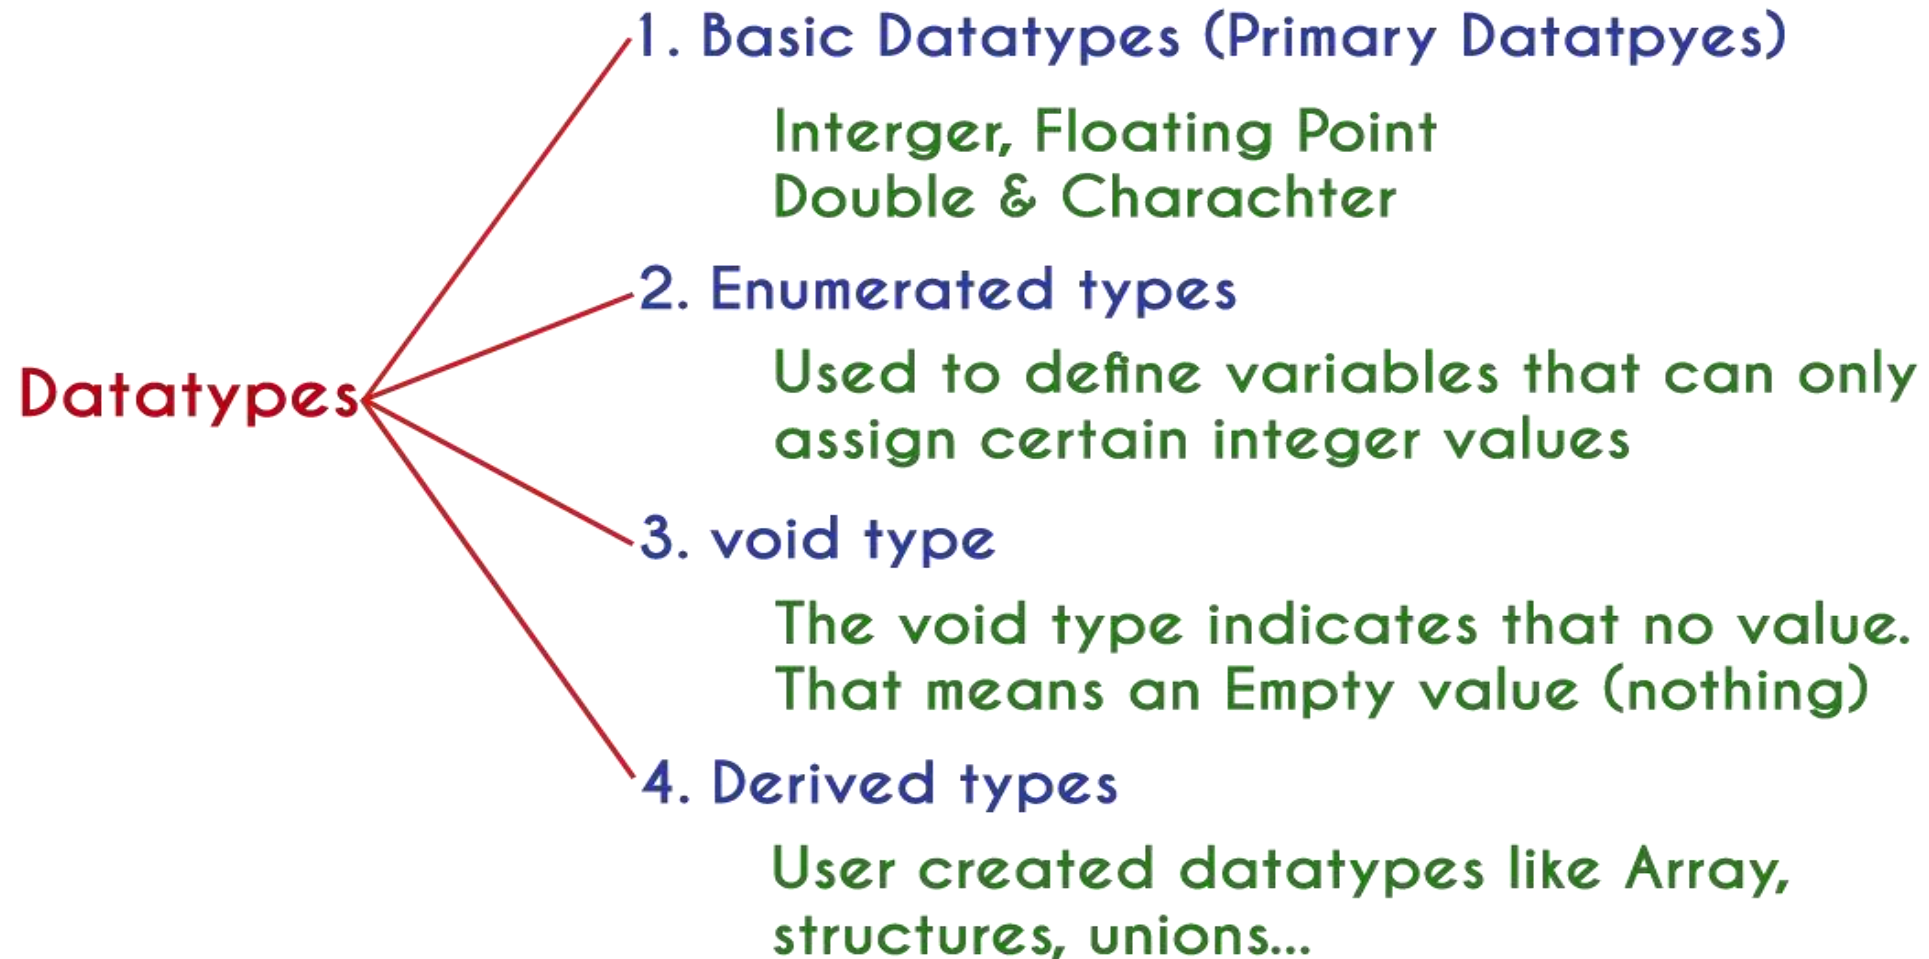 1. Basic Datatypes (Primary Datatpyes)
Interger, Floating Point
Double & Charachter
2. Enumerated types
Used to define variables that can only
assign certain integer values
Datatypes
3. void type
The void type indicates that no value.
That means an Empty value (nothing)
4. Derived types
User created datatypes like Array,
structures, unions...